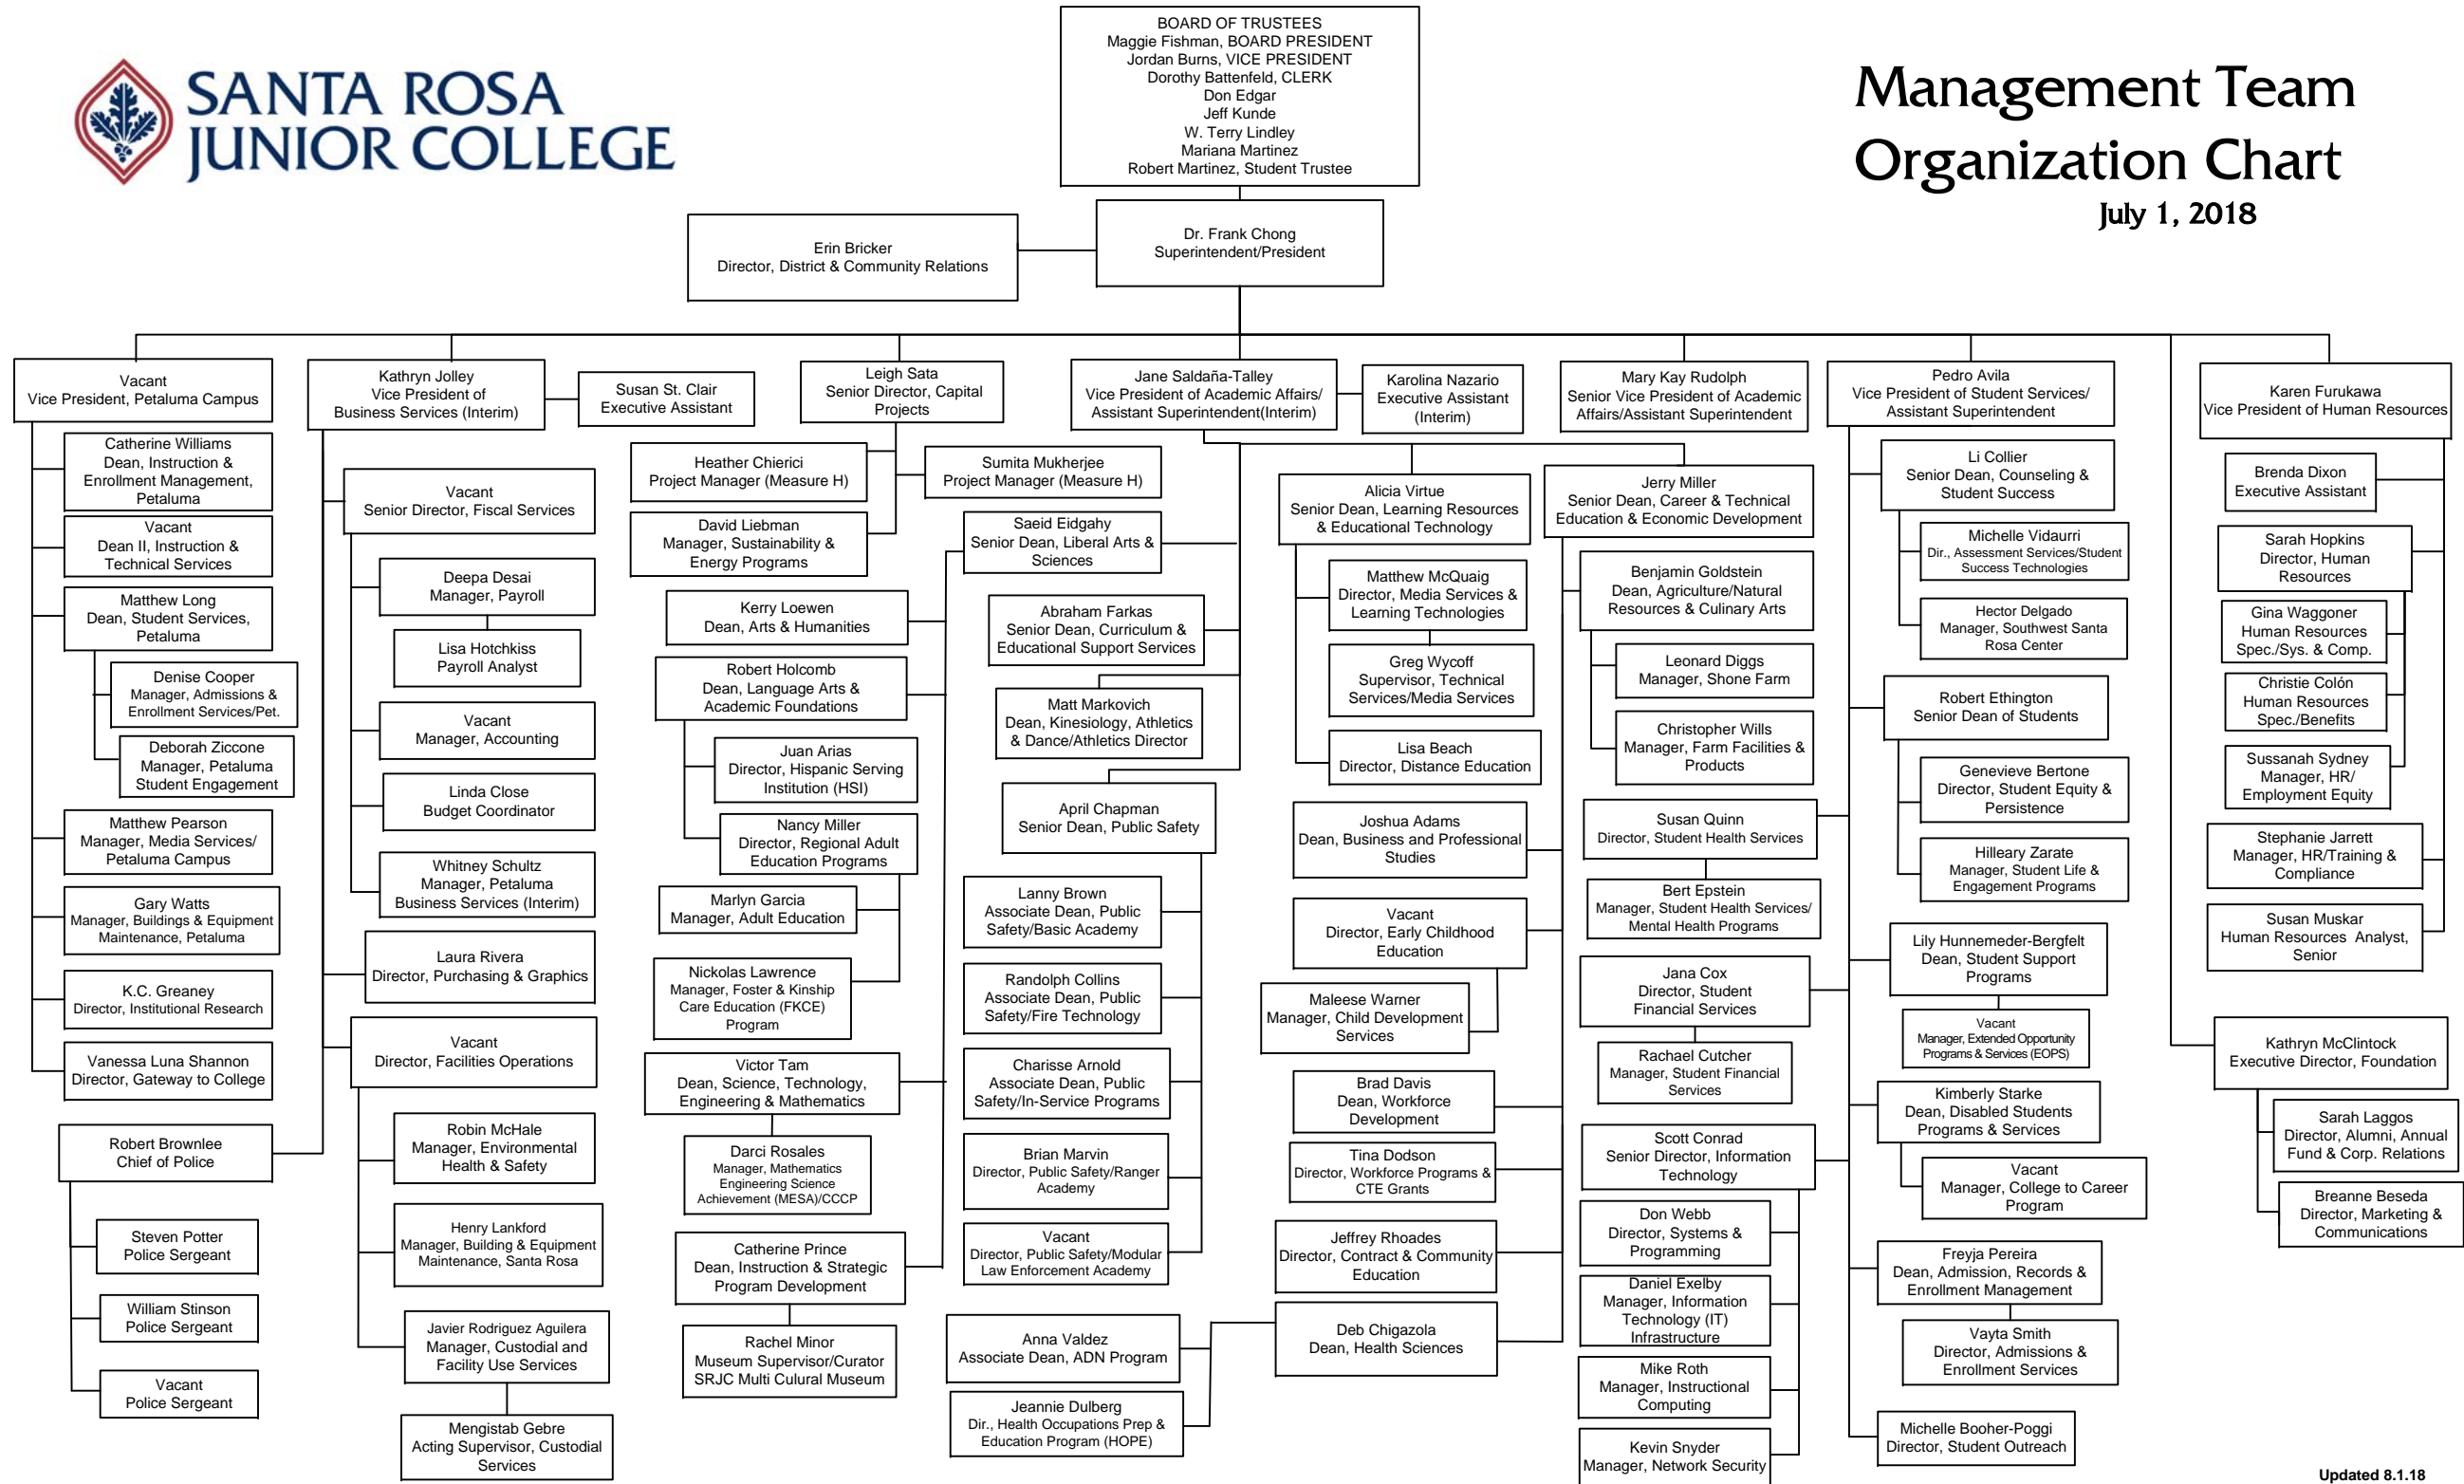 SANTA ROSA
JUNIOR COLLEGE
BOARD OF TRUSTEES
Maggie Fishman, BOARD PRESIDENT
Jordan Burns, VICE PRESIDENT
Dorothy Battenfeld, CLERK
Don Edgar
Jeff Kunde
W. Terry Lindley
Mariana Martinez
Robert Martinez, Student Trustee
Management Team
Organization Chart
July 1, 2018
Erin Bricker
Director, District & Community Relations
Dr. Frank Chong
Superintendent/President
Vacant
Vice President, Petaluma Campus
Catherine Williams
Dean, Instruction &
Enrollment Management,
Petaluma
Vacant
Dean II, Instruction &
Technical Services
Matthew Long
Dean, Student Services,
Petaluma
Denise Cooper
Manager, Admissions &
Enrollment Services/Pet.
Deborah Ziccone
Manager, Petaluma
Student Engagement
Matthew Pearson
Manager, Media Services/
Petaluma Campus
Gary Watts
Manager, Buildings & Equipment
Maintenance, Petaluma
K.C. Greaney
Director, Institutional Research
Vanessa Luna Shannon
Director, Gateway to College
Robert Brownlee
Chief of Police
Steven Potter
Police Sergeant
William Stinson
Police Sergeant
Vacant
Police Sergeant
Kathryn Jolley
Vice President of
Business Services (Interim)
Susan St. Clair
Executive Assistant
Vacant
Senior Director, Fiscal Services
Deepa Desai
Manager, Payroll
Lisa Hotchkiss
Payroll Analyst
Vacant
Manager, Accounting
Linda Close
Budget Coordinator
Whitney Schultz
Manager, Petaluma
Business Services (Interim)
Laura Rivera
Director, Purchasing & Graphics
Vacant
Director, Facilities Operations
Robin McHale
Manager, Environmental
Health & Safety
Henry Lankford
Manager, Building & Equipment
Maintenance, Santa Rosa
Javier Rodriguez Aguilera
Manager, Custodial and
Facility Use Services
Mengistab Gebre
Acting Supervisor, Custodial
Services
Leigh Sata
Senior Director, Capital
Projects
Heather Chierici
Project Manager (Measure H)
Sumita Mukherjee
Project Manager (Measure H)
David Liebman
Manager, Sustainability &
Energy Programs
Jane Saldaña-Talley
Vice President of Academic Affairs/
Assistant Superintendent(Interim)
Karolina Nazario
Executive Assistant
(Interim)
Saeid Eidgahy
Senior Dean, Liberal Arts &
Sciences
Kerry Loewen
Dean, Arts & Humanities
Robert Holcomb
Dean, Language Arts &
Academic Foundations
Juan Arias
Director, Hispanic Serving
Institution (HSI)
Nancy Miller
Director, Regional Adult
Education Programs
Marlyn Garcia
Manager, Adult Education
Nickolas Lawrence
Manager, Foster & Kinship
Care Education (FKCE)
Program
Victor Tam
Dean, Science, Technology,
Engineering & Mathematics
Darci Rosales
Manager, Mathematics
Engineering Science
Achievement (MESA)/CCCP
Catherine Prince
Dean, Instruction & Strategic
Program Development
Rachel Minor
Museum Supervisor/Curator
SRJC Multi Culural Museum
Abraham Farkas
Senior Dean, Curriculum &
Educational Support Services
Matt Markovich
Dean, Kinesiology, Athletics
& Dance/Athletics Director
April Chapman
Senior Dean, Public Safety
Lanny Brown
Associate Dean, Public
Safety/Basic Academy
Randolph Collins
Associate Dean, Public
Safety/Fire Technology
Charisse Arnold
Associate Dean, Public
Safety/In-Service Programs
Brian Marvin
Director, Public Safety/Ranger
Academy
Vacant
Director, Public Safety/Modular
Law Enforcement Academy
Anna Valdez
Associate Dean, ADN Program
Jeannie Dulberg
Dir., Health Occupations Prep &
Education Program (HOPE)
Alicia Virtue
Senior Dean, Learning Resources
& Educational Technology
Matthew McQuaig
Director, Media Services &
Learning Technologies
Greg Wycoff
Supervisor, Technical
Services/Media Services
Lisa Beach
Director, Distance Education
Joshua Adams
Dean, Business and Professional
Studies
Vacant
Director, Early Childhood
Education
Maleese Warner
Manager, Child Development
Services
Brad Davis
Dean, Workforce
Development
Tina Dodson
Director, Workforce Programs &
CTE Grants
Jeffrey Rhoades
Director, Contract & Community
Education
Deb Chigazola
Dean, Health Sciences
Mary Kay Rudolph
Senior Vice President of Academic
Affairs/Assistant Superintendent
Jerry Miller
Senior Dean, Career & Technical
Education & Economic Development
Benjamin Goldstein
Dean, Agriculture/Natural
Resources & Culinary Arts
Leonard Diggs
Manager, Shone Farm
Christopher Wills
Manager, Farm Facilities &
Products
Susan Quinn
Director, Student Health Services
Bert Epstein
Manager, Student Health Services/
Mental Health Programs
Jana Cox
Director, Student
Financial Services
Rachael Cutcher
Manager, Student Financial
Services
Scott Conrad
Senior Director, Information
Technology
Don Webb
Director, Systems &
Programming
Daniel Exelby
Manager, Information
Technology (IT)
Infrastructure
Mike Roth
Manager, Instructional
Computing
Kevin Snyder
Manager, Network Security
Pedro Avila
Vice President of Student Services/
Assistant Superintendent
Li Collier
Senior Dean, Counseling &
Student Success
Michelle Vidaurri
Dir., Assessment Services/Student
Success Technologies
Hector Delgado
Manager, Southwest Santa
Rosa Center
Robert Ethington
Senior Dean of Students
Genevieve Bertone
Director, Student Equity &
Persistence
Hilleary Zarate
Manager, Student Life &
Engagement Programs
Lily Hunnemeder-Bergfelt
Dean, Student Support
Programs
Vacant
Manager, Extended Opportunity
Programs & Services (EOPS)
Kimberly Starke
Dean, Disabled Students
Programs & Services
Vacant
Manager, College to Career
Program
Freyja Pereira
Dean, Admission, Records &
Enrollment Management
Vayta Smith
Director, Admissions &
Enrollment Services
Michelle Booher-Poggi
Director, Student Outreach
Karen Furukawa
Vice President of Human Resources
Brenda Dixon
Executive Assistant
Sarah Hopkins
Director, Human
Resources
Gina Waggoner
Human Resources
Spec./Sys. & Comp.
Christie Colón
Human Resources
Spec./Benefits
Sussanah Sydney
Manager, HR/
Employment Equity
Stephanie Jarrett
Manager, HR/Training &
Compliance
Susan Muskar
Human Resources Analyst,
Senior
Kathryn McClintock
Executive Director, Foundation
Sarah Laggos
Director, Alumni, Annual
Fund & Corp. Relations
Breanne Beseda
Director, Marketing &
Communications
Updated 8.1.18